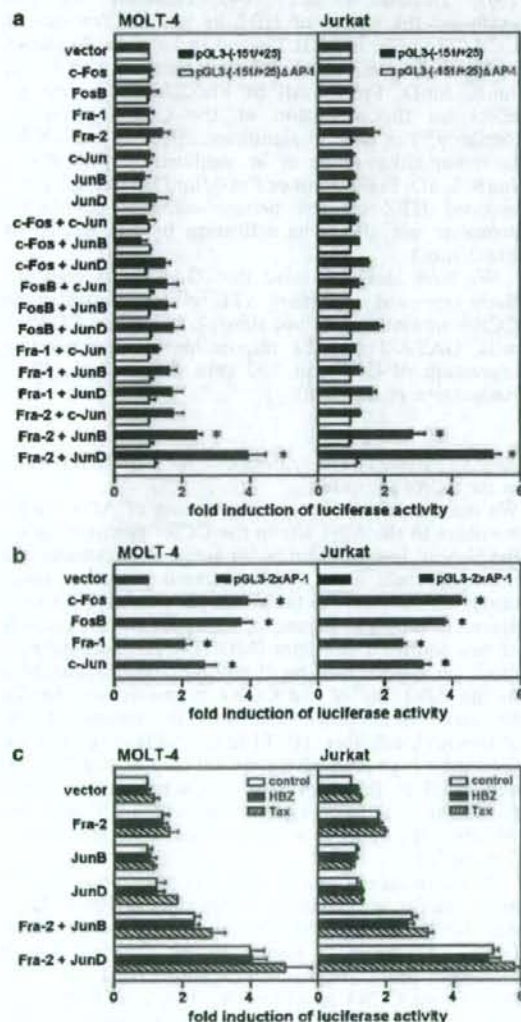 a
MOLT-4 Jurkat
pGL3-(-151/+25) pGL3-(-151/+25)
pGL3-(-151/+25)ΔAP-1 pGL3-(-151/+25)ΔAP-1
vector
c-Fos
FosB
Fra-1
Fra-2
c-Jun
JunB
JunD
c-Fos + c-Jun
c-Fos + JunB
c-Fos + JunD
FosB + cJun
FosB + JunB
FosB + JunD
Fra-1 + c-Jun
Fra-1 + JunB
Fra-1 + JunD
Fra-2 + c-Jun
Fra-2 + JunB * *
Fra-2 + JunD * *
0 2 4 6 0 2 4 6
fold induction of luciferase activity
b
MOLT-4 Jurkat
vector pGL3-2xAP-1 pGL3-2xAP-1
c-Fos * *
FosB * *
Fra-1
c-Jun * *
0 2 4 6 0 2 4 6
fold induction of luciferase activity
c
MOLT-4 Jurkat
control control
HBZ HBZ
Tax Tax
vector
Fra-2
JunB
JunD
Fra-2 + JunB
Fra-2 + JunD
0 2 4 6 0 2 4 6
fold induction of luciferase activity